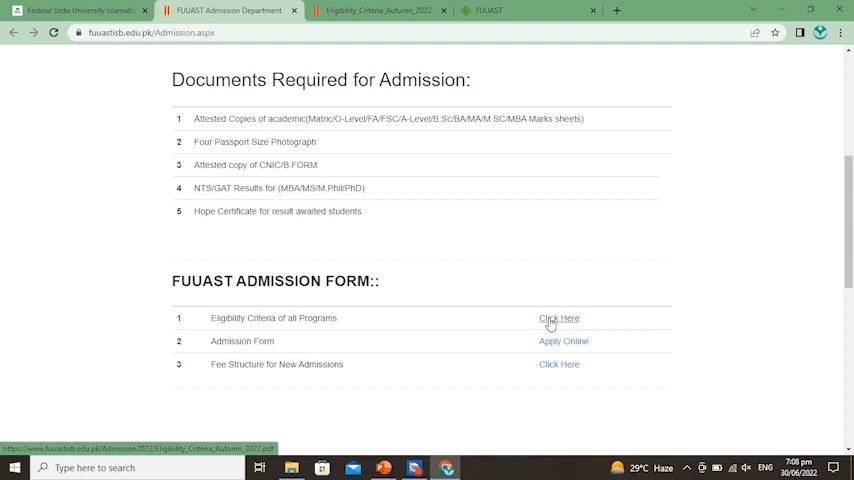 Federal Urdu University Islamaba
FUUAST Admission Department
Eligibility_Criteria_Autumn_2022.
FUUAST
fuuastisb.edu.pk/Admission.aspx
Documents Required for Admission:
1 Attested Copies of academic(Matric/O-Level/FA/FSC/A-Level/B.Sc/BA/MA/M.SC/MBA Marks sheets)
2 Four Passport Size Photograph
3 Attested copy of CNIC/B.FORM
4 NTS/GAT Results for (MBA/MS/M.Phil/PhD)
5 Hope Certificate for result awaited students
FUUAST ADMISSION FORM::
1 Eligibility Criteria of all Programs Click Here
2 Admission Form Apply Online
3 Fee Structure for New Admissions Click Here
https://www.fuuastisb.edu.pk/Admission2022/Eligibility_Criteria_Autumn_2022.pdf
Type here to search
29°C Haze
ENG
7:08 pm
30/06/2022